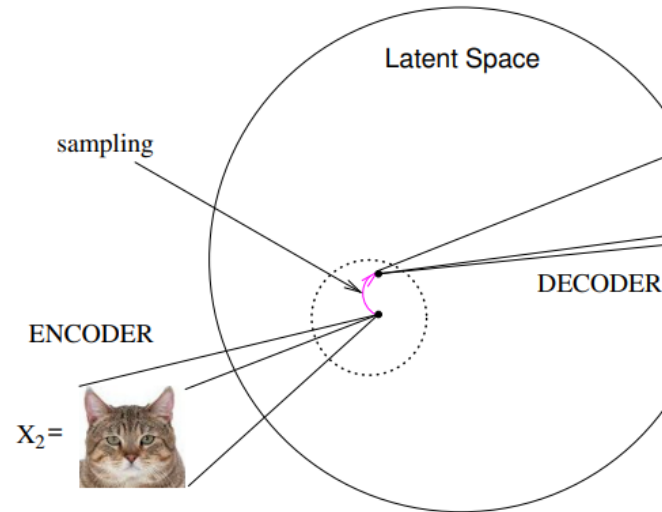 Latent Space
sampling
DECODER
ENCODER
X₂=